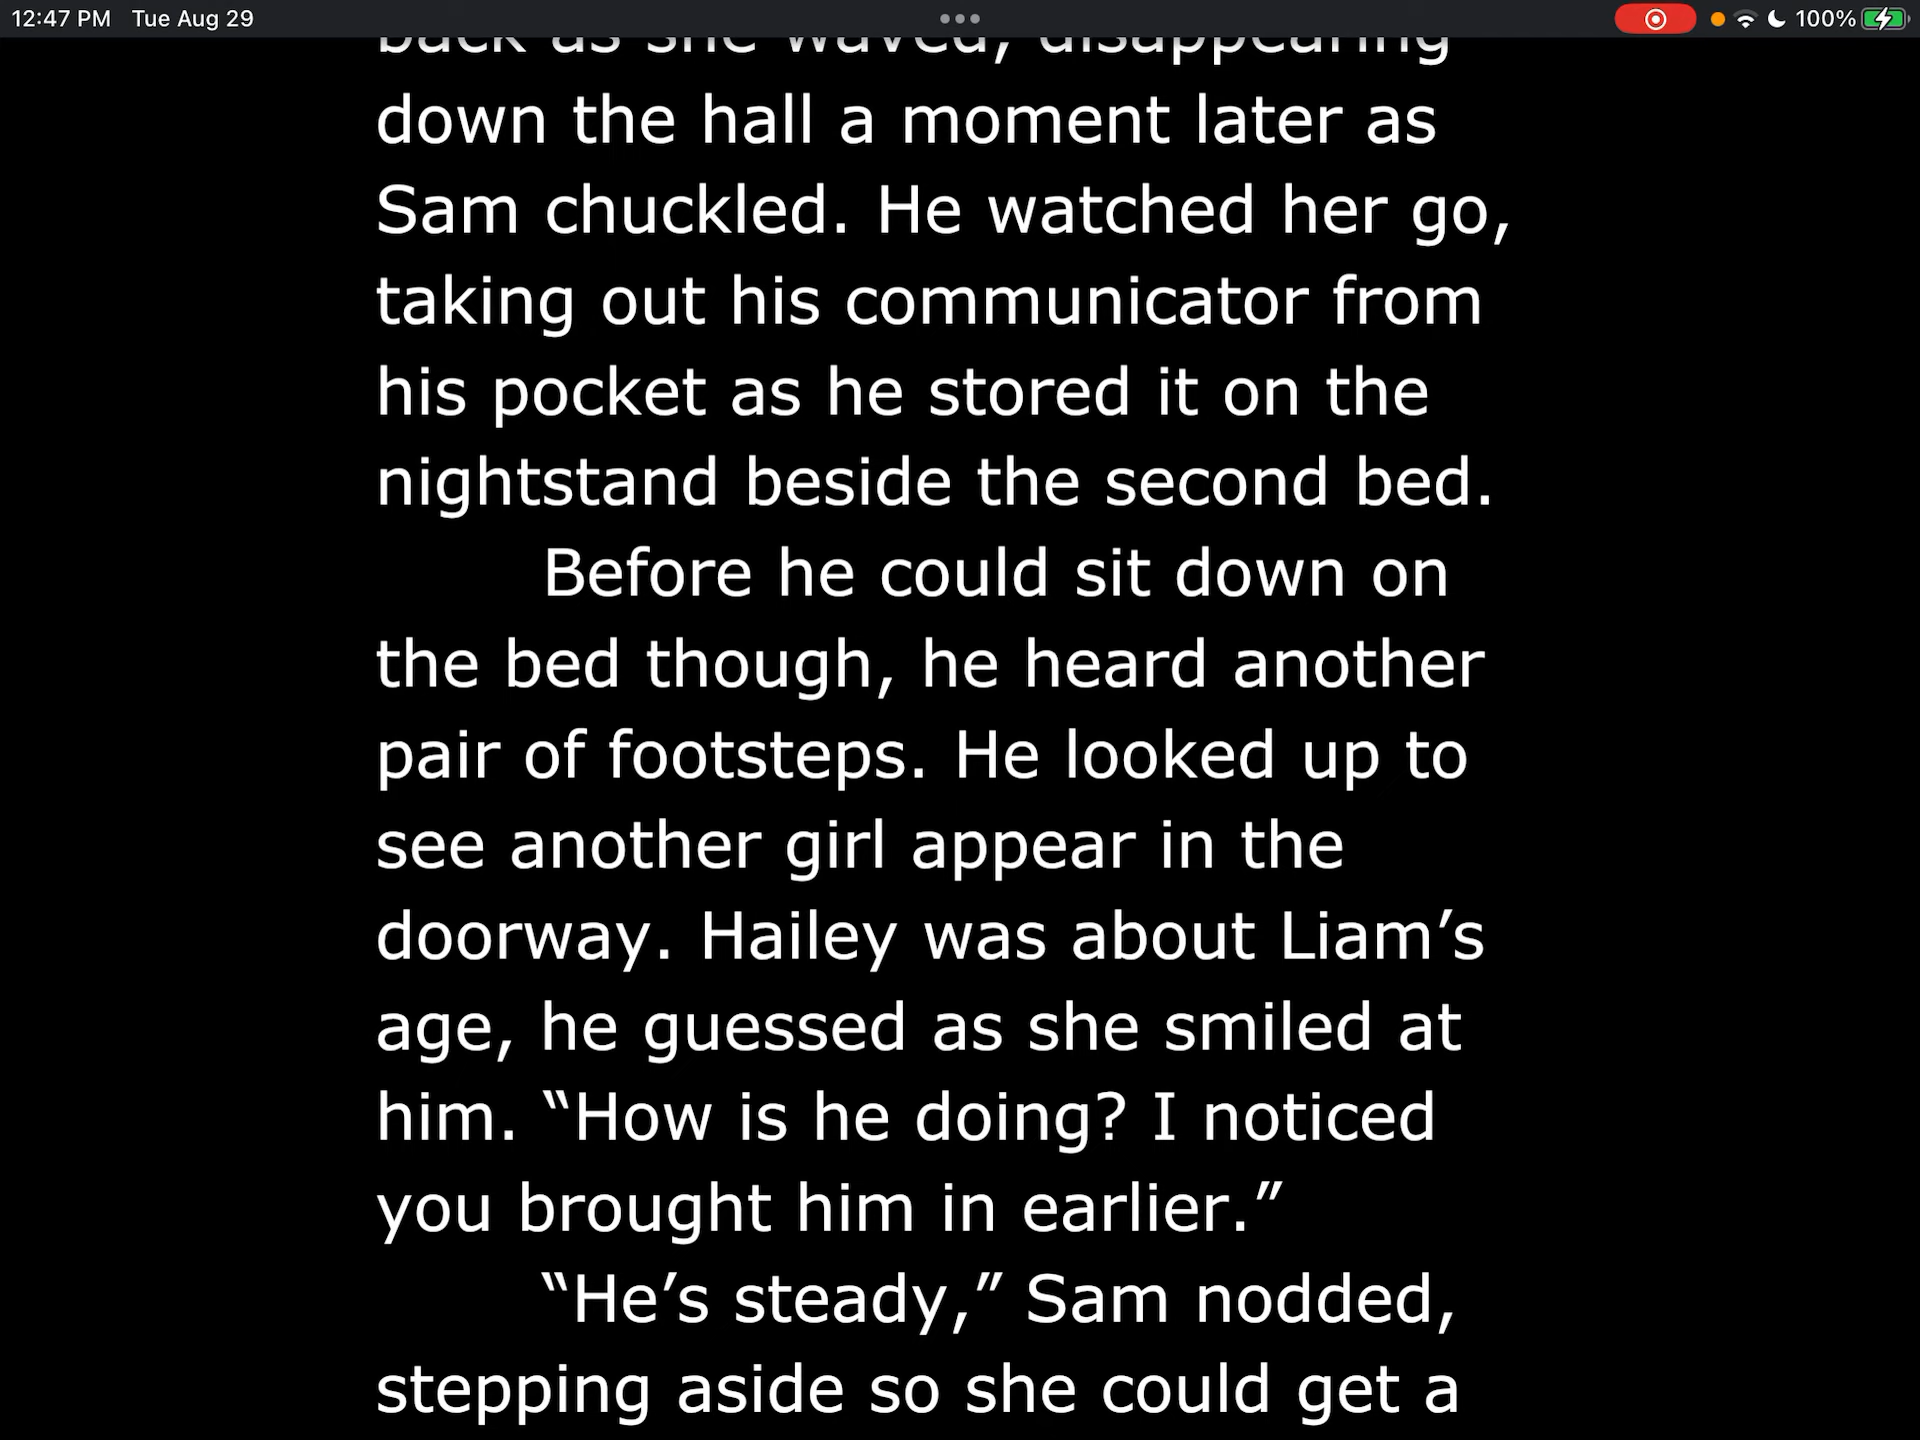 12:47 PM Tue Aug 29
100%
back as she waved, disappearing
down the hall a moment later as
Sam chuckled. He watched her go,
taking out his communicator from
his pocket as he stored it on the
nightstand beside the second bed.
Before he could sit down on
the bed though, he heard another
pair of footsteps. He looked up to
see another girl appear in the
doorway. Hailey was about Liam’s
age, he guessed as she smiled at
him. “How is he doing? I noticed
you brought him in earlier.”
“He’s steady,” Sam nodded,
stepping aside so she could get a